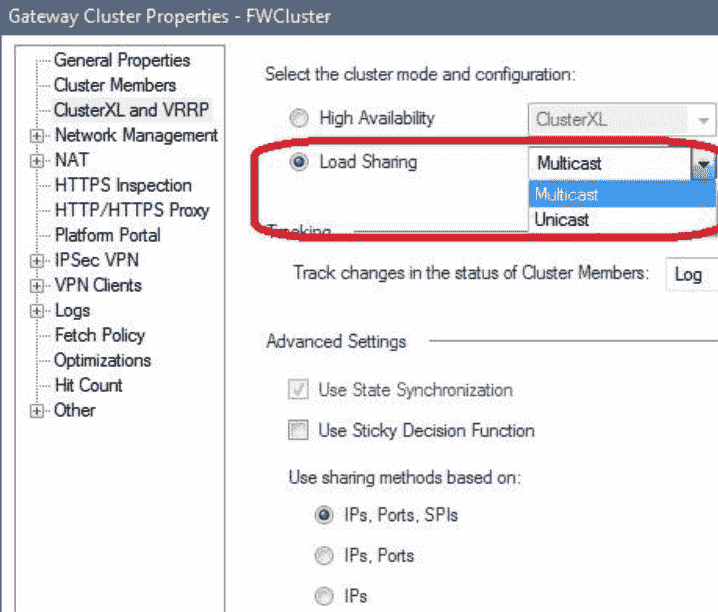 Gateway Cluster Properties - FWCluster
General Properties
Cluster Members
ClusterXL and VRRP
Network Management
NAT
HTTPS Inspection
HTTP/HTTPS Proxy
Platform Portal
IPSec VPN
VPN Clients
Logs
Fetch Policy
Optimizations
Hit Count
Other
Select the cluster mode and configuration:
High Availability
ClusterXL
Load Sharing
Multicast
Multicast
Unicast
Tracking
Track changes in the status of Cluster Members:
Log
Advanced Settings
Use State Synchronization
Use Sticky Decision Function
Use sharing methods based on:
IPs, Ports, SPIs
IPs, Ports
IPs